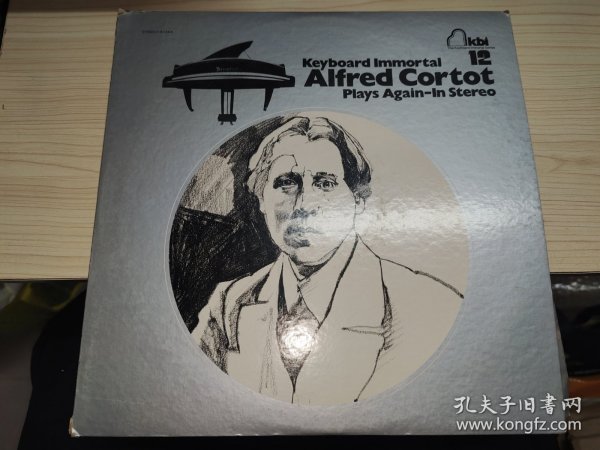 kbi
12
Keyboard Immortal
Alfred Cortot
Plays Again-In Stereo
孔夫子旧书网
www.kongfz.com